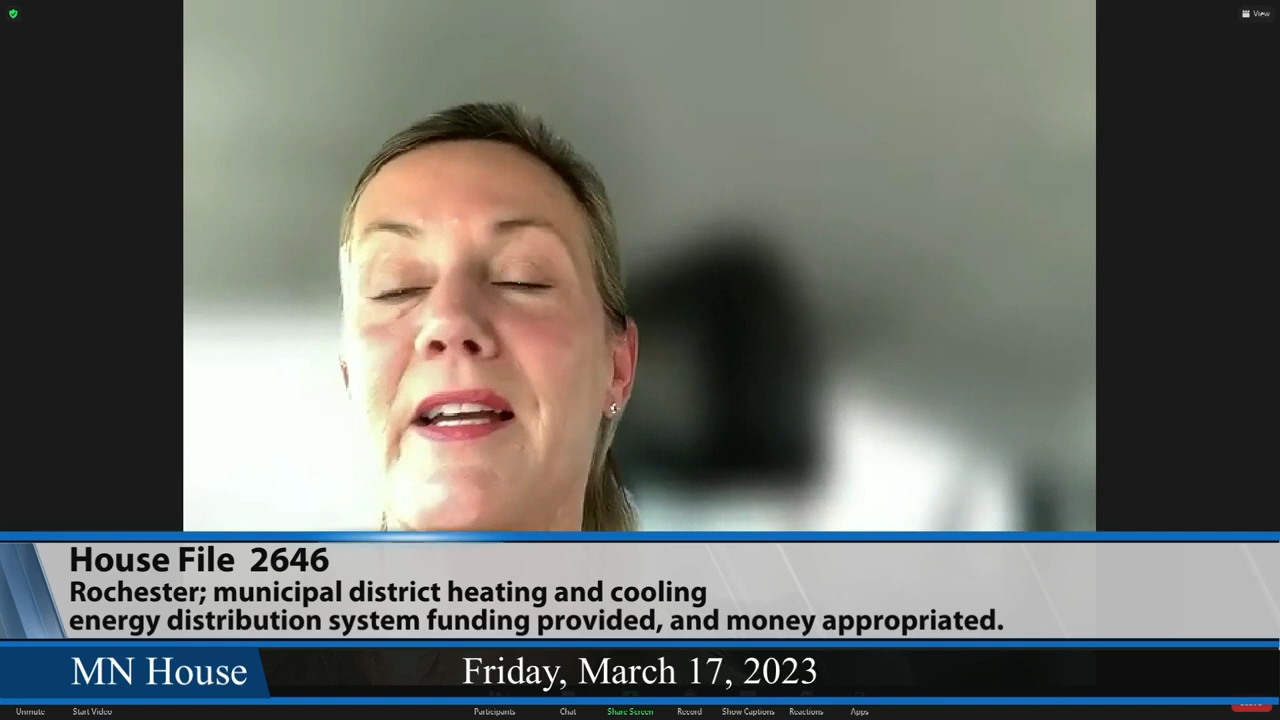 View
House File 2646
Rochester; municipal district heating and cooling
energy distribution system funding provided, and money appropriated.
MN House
Friday, March 17, 2023
Unmute
Start Video
Participants
Chat
Share Screen
Record
Show Captions
Reactions
Apps